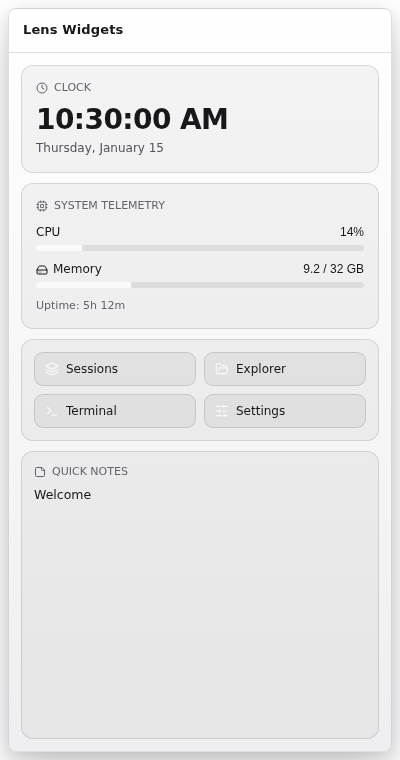 Lens Widgets
CLOCK
10:30:00 AM
Thursday, January 15
SYSTEM TELEMETRY
CPU 14%
Memory 9.2 / 32 GB
Uptime: 5h 12m
Sessions Explorer
Terminal Settings
QUICK NOTES
Welcome